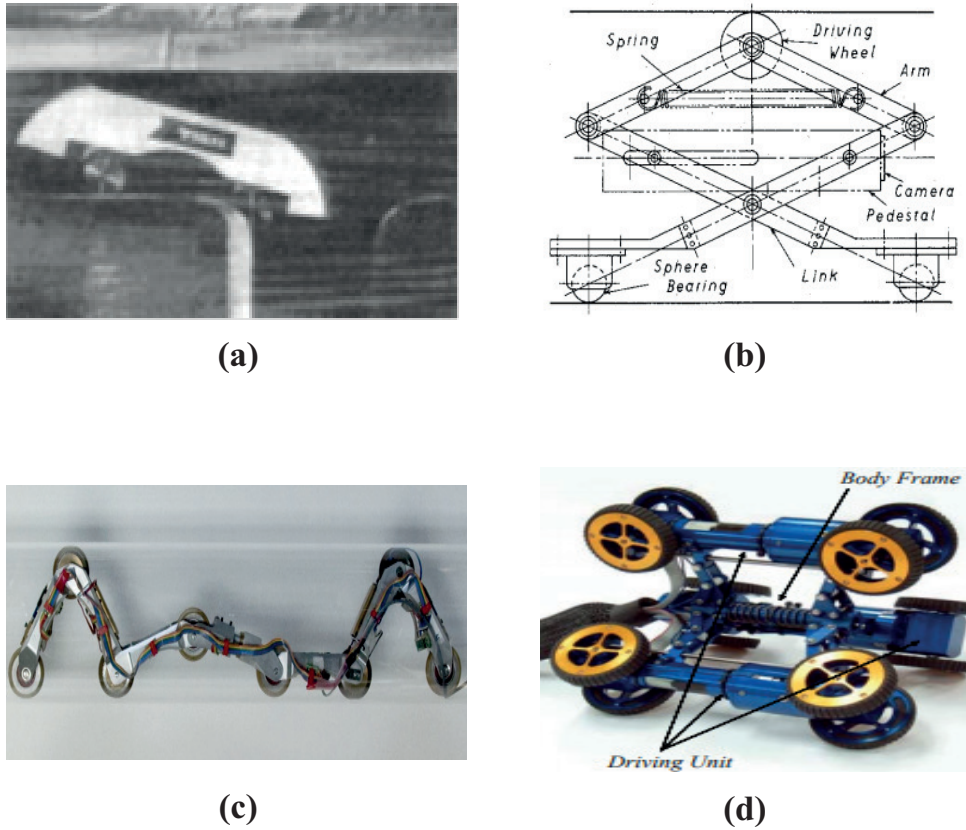 Spring
Driving
Wheel
Arm
Camera
Pedestal
Sphere
Bearing
Link
(a)
(b)
Body Frame
Driving Unit
(c)
(d)